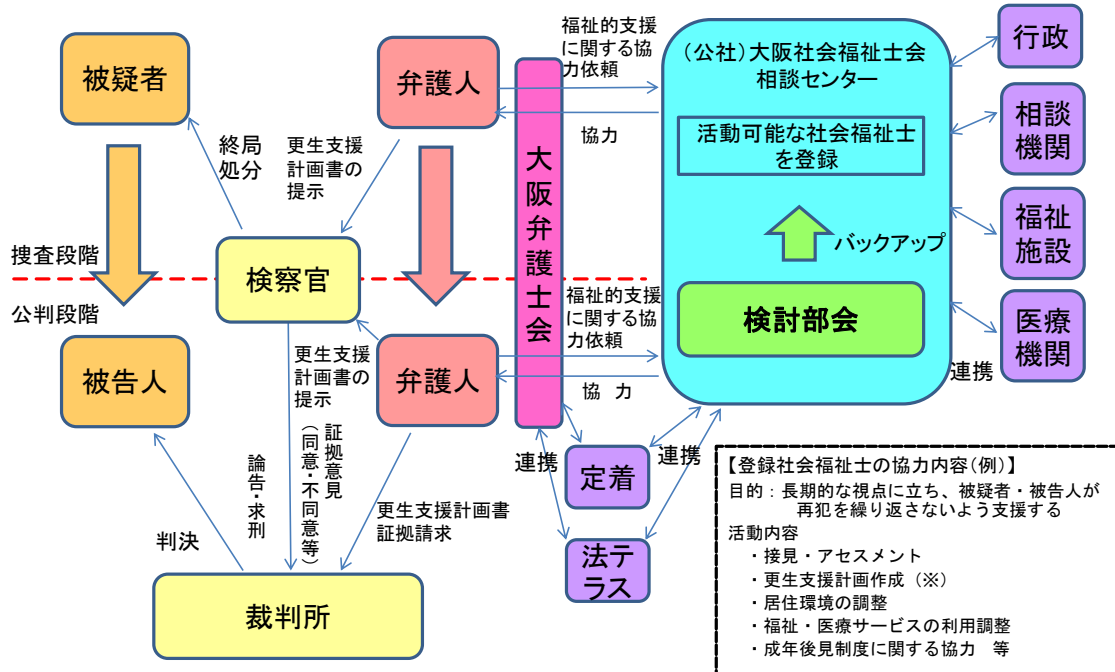 被疑者
弁護人
福祉的支援
に関する協
力依頼
（公社）大阪社会福祉士会
相談センター
行政
協力
活動可能な社会福祉士
を登録
相談
機関
終局
処分
更生支援
計画書の
提示
大阪弁護士会
バックアップ
福祉
施設
捜査段階
検察官
公判段階
福祉的支援
に関する協
力依頼
検討部会
医療
機関
被告人
更生支援
計画書の
提示
弁護人
協 力
連携
論告・求刑
証拠意見
（同意・不同意等）
連携
定着
連携
更生支援計画書
証拠請求
判決
法テ
ラス
裁判所
【登録社会福祉士の協力内容（例）】
目的：長期的な視点に立ち、被疑者・被告人が
再犯を繰り返さないよう支援する
活動内容
・接見・アセスメント
・更生支援計画作成（※）
・居住環境の調整
・福祉・医療サービスの利用調整
・成年後見制度に関する協力 等